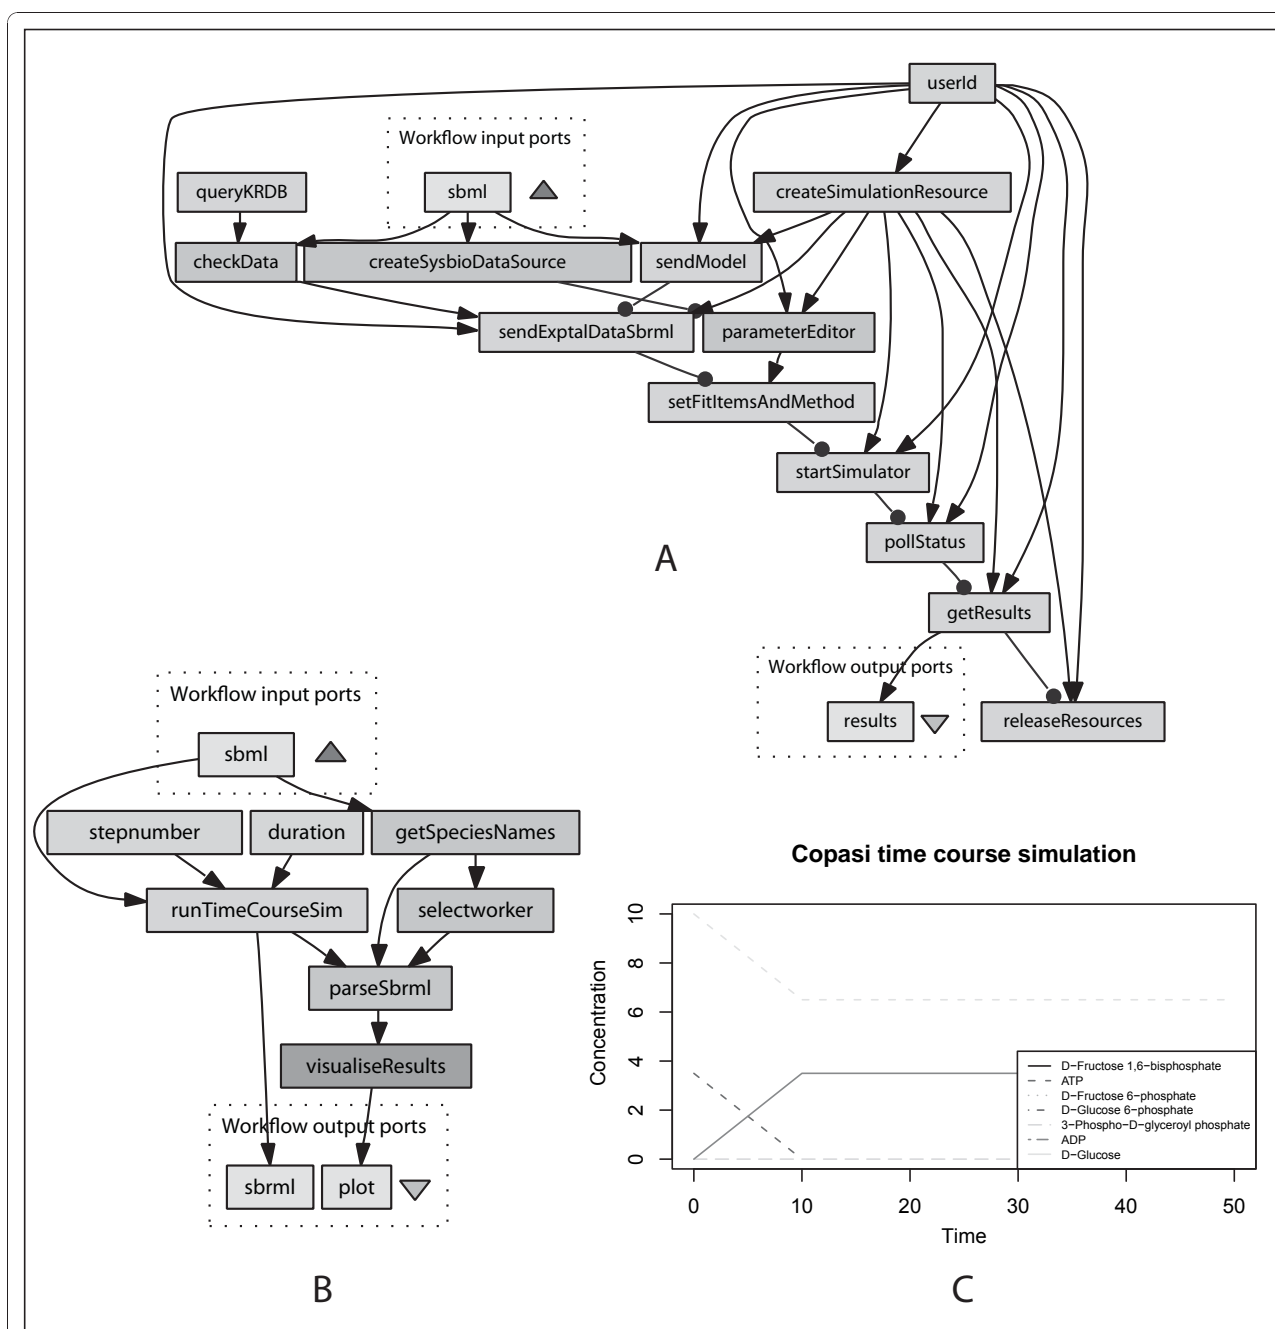 userId
Workflow input ports
queryKRDB
sbml
createSimulationResource
checkData
createSysbioDataSource
sendModel
sendExptalDataSbrml
parameterEditor
setFitItemsAndMethod
startSimulator
pollStatus
A
getResults
Workflow output ports
results
releaseResources
Workflow input ports
sbml
stepnumber
duration
getSpeciesNames
runTimeCourseSim
selectworker
parseSbrml
visualiseResults
Workflow output ports
sbrml
plot
B
Copasi time course simulation
Concentration
10
8
6
4
2
0
D−Fructose 1,6−bisphosphate
ATP
D−Fructose 6−phosphate
D−Glucose 6−phosphate
3−Phospho−D−glyceroyl phosphate
ADP
D−Glucose
0
10
20
30
40
50
Time
C